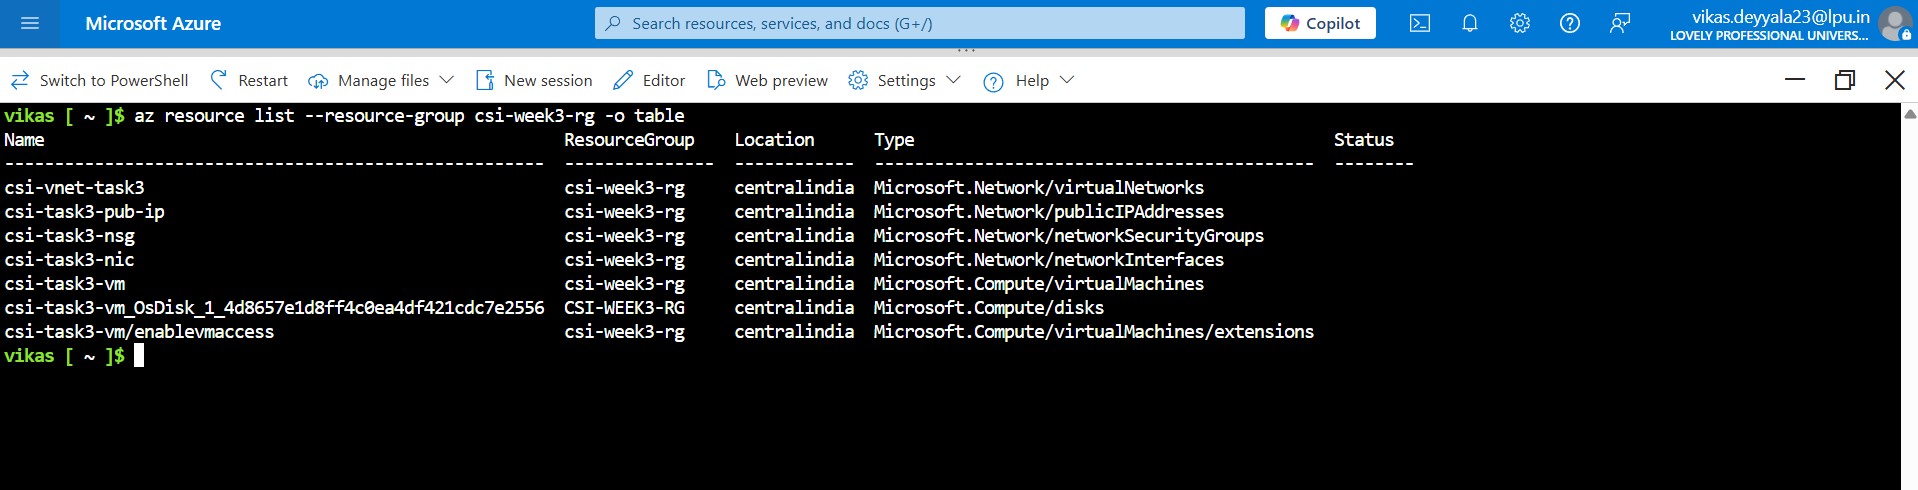 Microsoft Azure
Search resources, services, and docs (G+/)
Copilot
vikas.deyyala23@lpu.in
LOVELY PROFESSIONAL UNIVERS...
Switch to PowerShell Restart Manage files New session Editor Web preview Settings Help
vikas [ ~ ]$ az resource list --resource-group csi-week3-rg -o table
Name ResourceGroup Location Type Status
------------------------------------------------------ --------------- ------------ -------------------------------------------- --------
csi-vnet-task3 csi-week3-rg centralindia Microsoft.Network/virtualNetworks
csi-task3-pub-ip csi-week3-rg centralindia Microsoft.Network/publicIPAddresses
csi-task3-nsg csi-week3-rg centralindia Microsoft.Network/networkSecurityGroups
csi-task3-nic csi-week3-rg centralindia Microsoft.Network/networkInterfaces
csi-task3-vm csi-week3-rg centralindia Microsoft.Compute/virtualMachines
csi-task3-vm_OsDisk_1_4d8657e1d8ff4c0ea4df421cdc7e2556 CSI-WEEK3-RG centralindia Microsoft.Compute/disks
csi-task3-vm/enablevmaccess csi-week3-rg centralindia Microsoft.Compute/virtualMachines/extensions
vikas [ ~ ]$